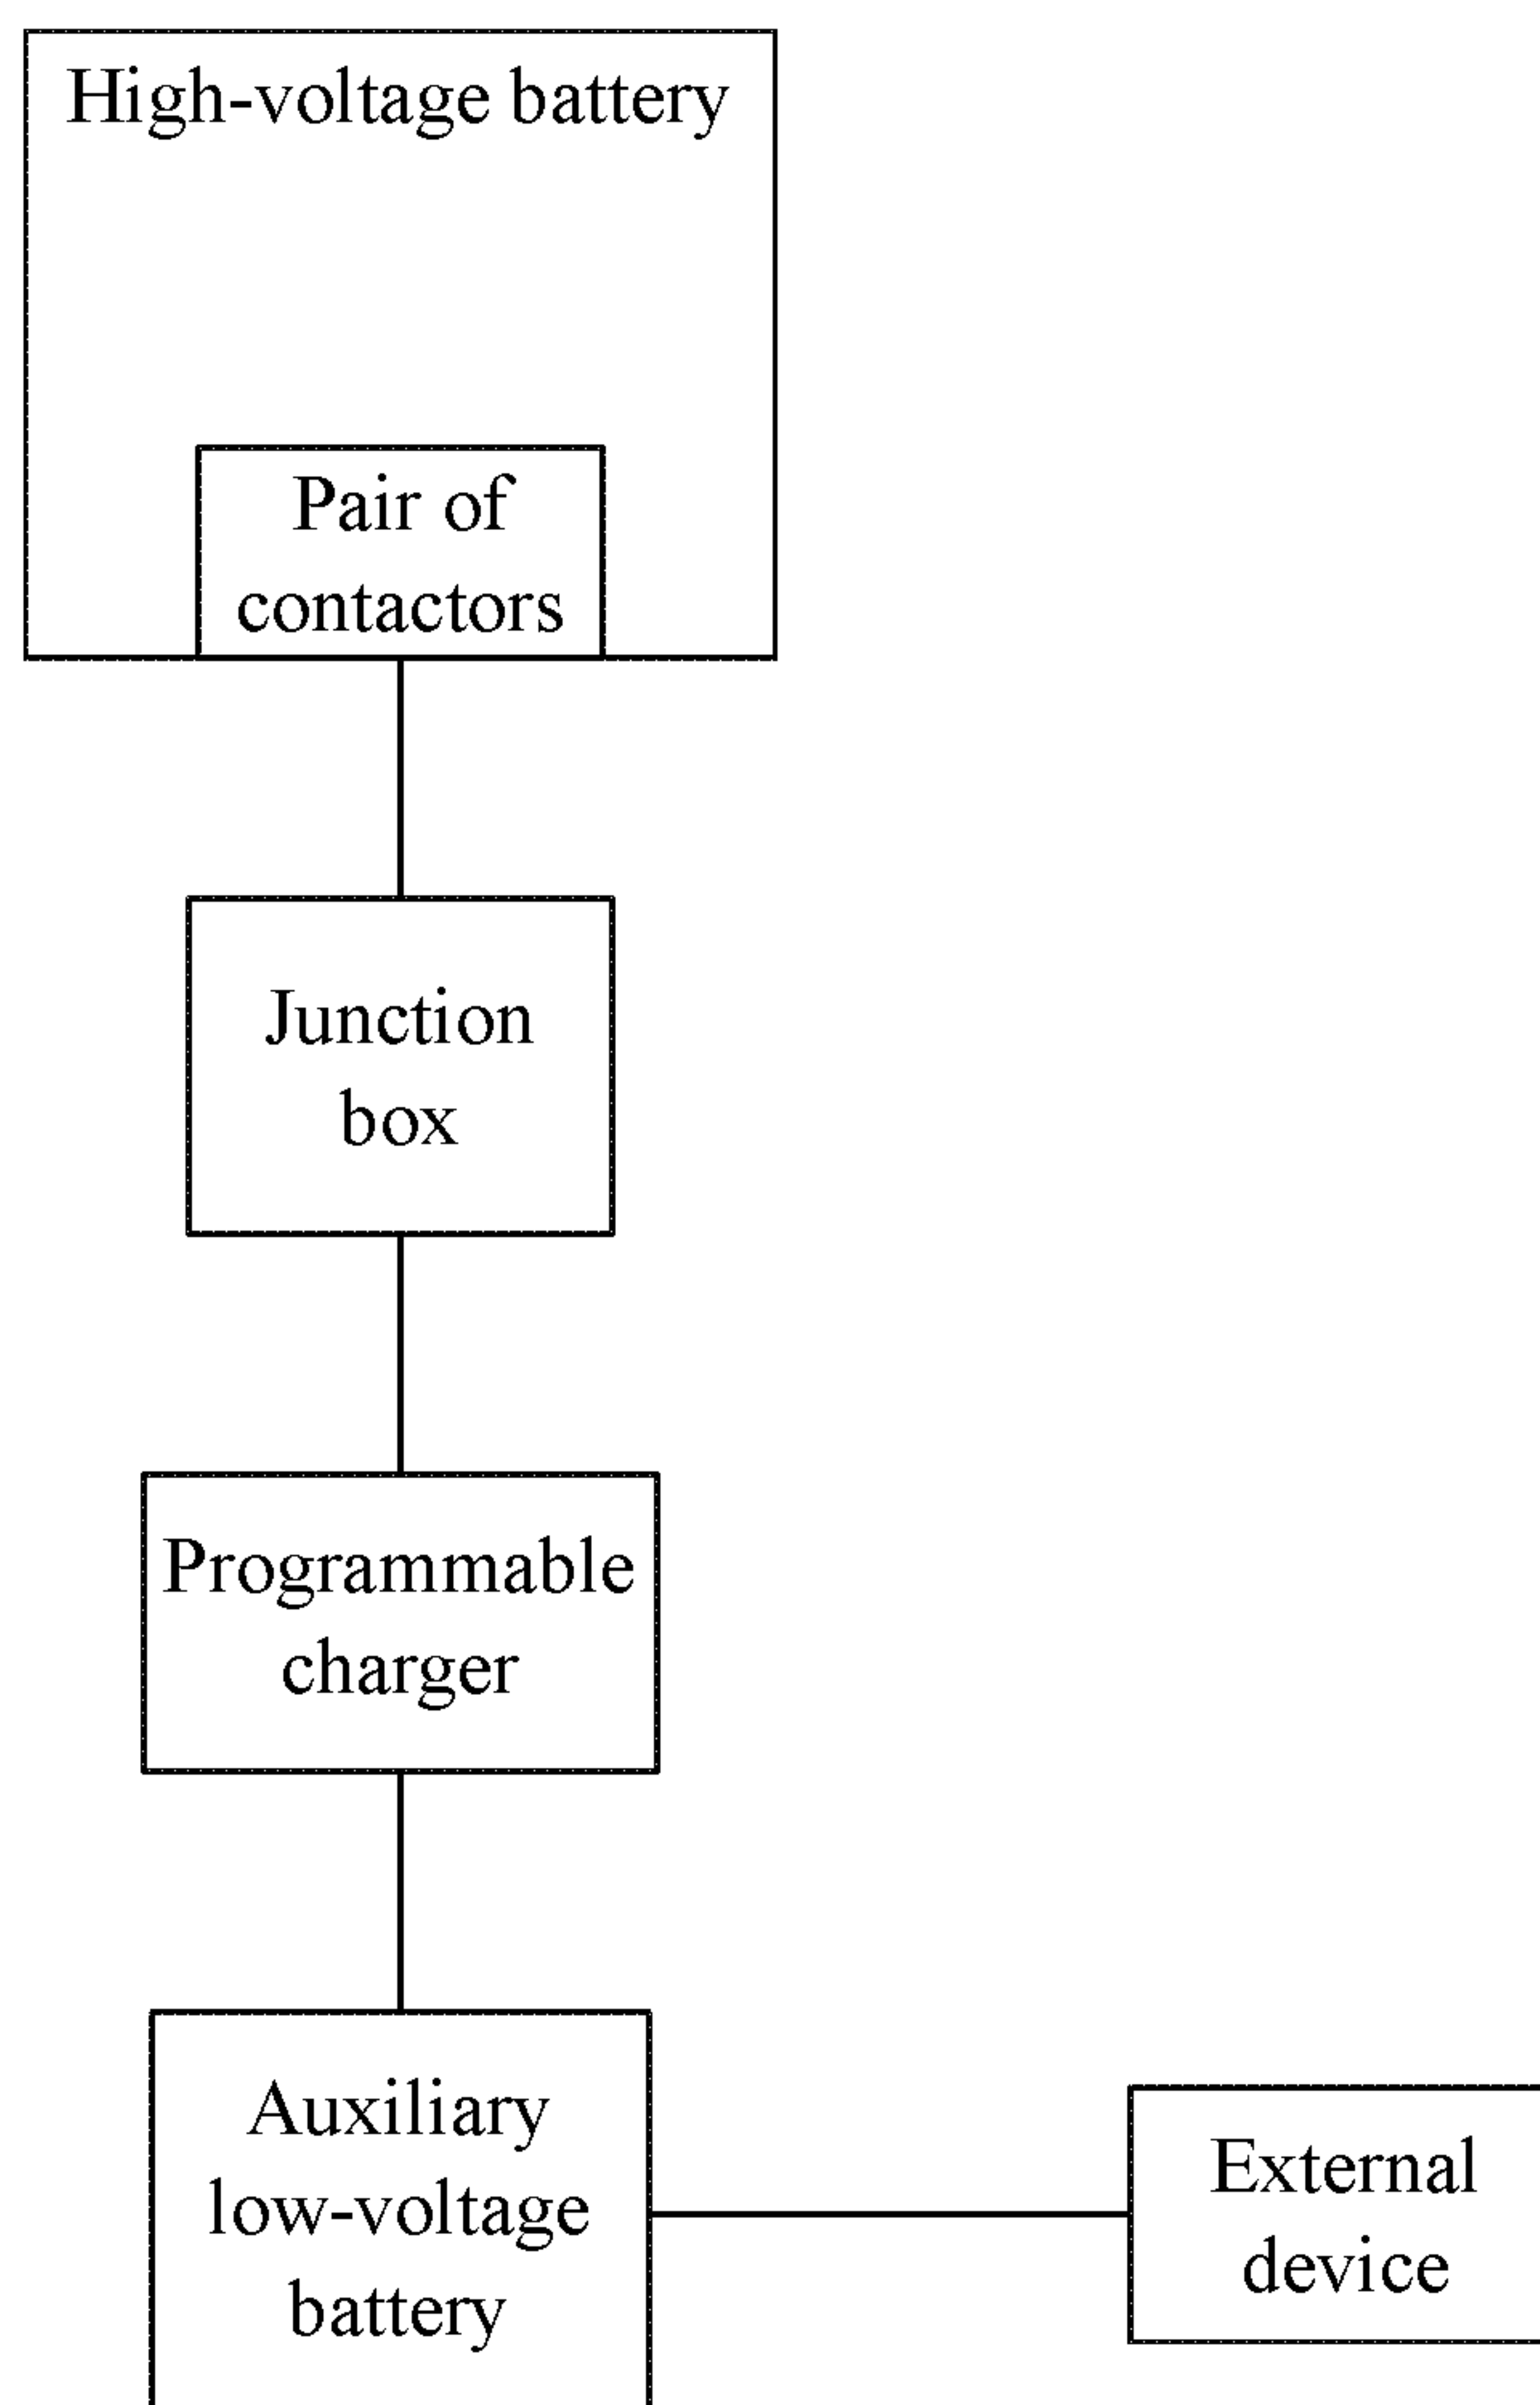 High-voltage battery
Pair of
contactors
Junction
box
Programmable
charger
Auxiliary
low-voltage
battery
External
device